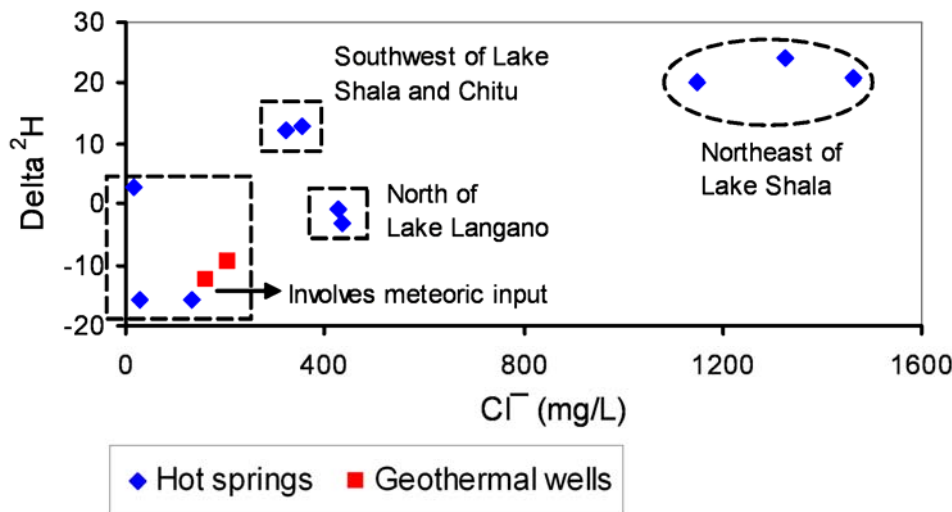 30
20
10
0
-10
-20
Delta ²H
Southwest of Lake
Shala and Chitu
Northeast of
Lake Shala
North of
Lake Langano
Involves meteoric input
0
400
800
1200
1600
Cl¯ (mg/L)
Hot springs
Geothermal wells